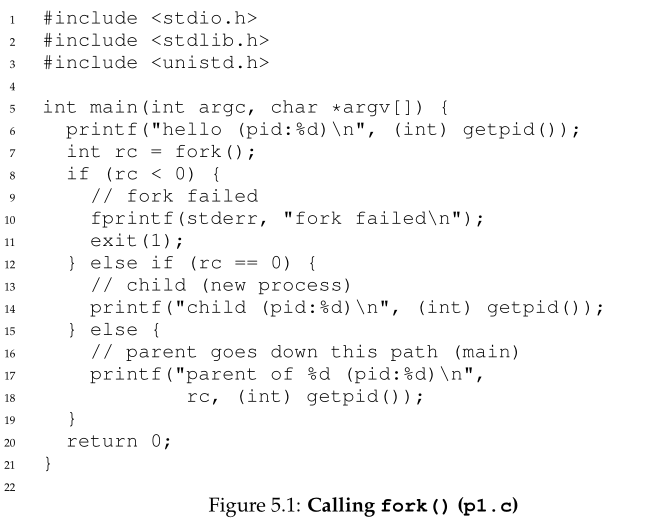 1 #include <stdio.h>
2 #include <stdlib.h>
3 #include <unistd.h>
4
5 int main(int argc, char *argv[]) {
6   printf("hello (pid:%d)\n", (int) getpid());
7   int rc = fork();
8   if (rc < 0) {
9     // fork failed
10     fprintf(stderr, "fork failed\n");
11     exit(1);
12   } else if (rc == 0) {
13     // child (new process)
14     printf("child (pid:%d)\n", (int) getpid());
15   } else {
16     // parent goes down this path (main)
17     printf("parent of %d (pid:%d)\n",
18             rc, (int) getpid());
19   }
20   return 0;
21 }
22
Figure 5.1: Calling fork() (p1.c)